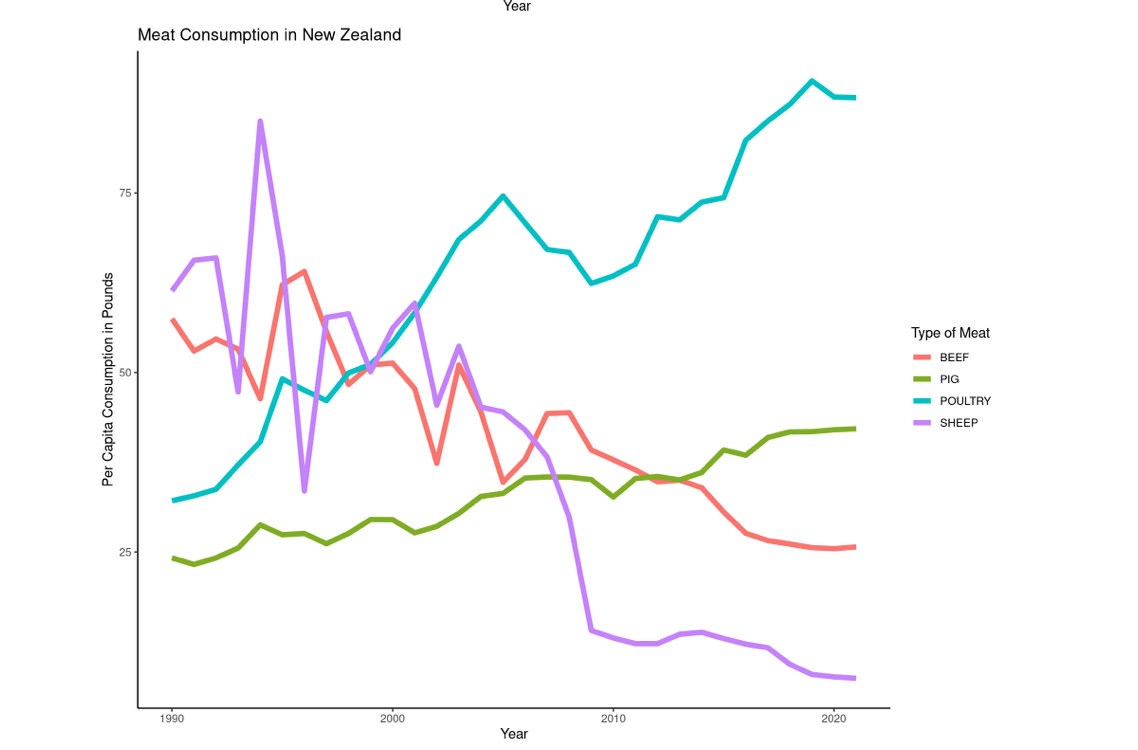 Year
Meat Consumption in New Zealand
75
50
25
Per Capita Consumption in Pounds
1990
2000
2010
2020
Year
Type of Meat
BEEF
PIG
POULTRY
SHEEP